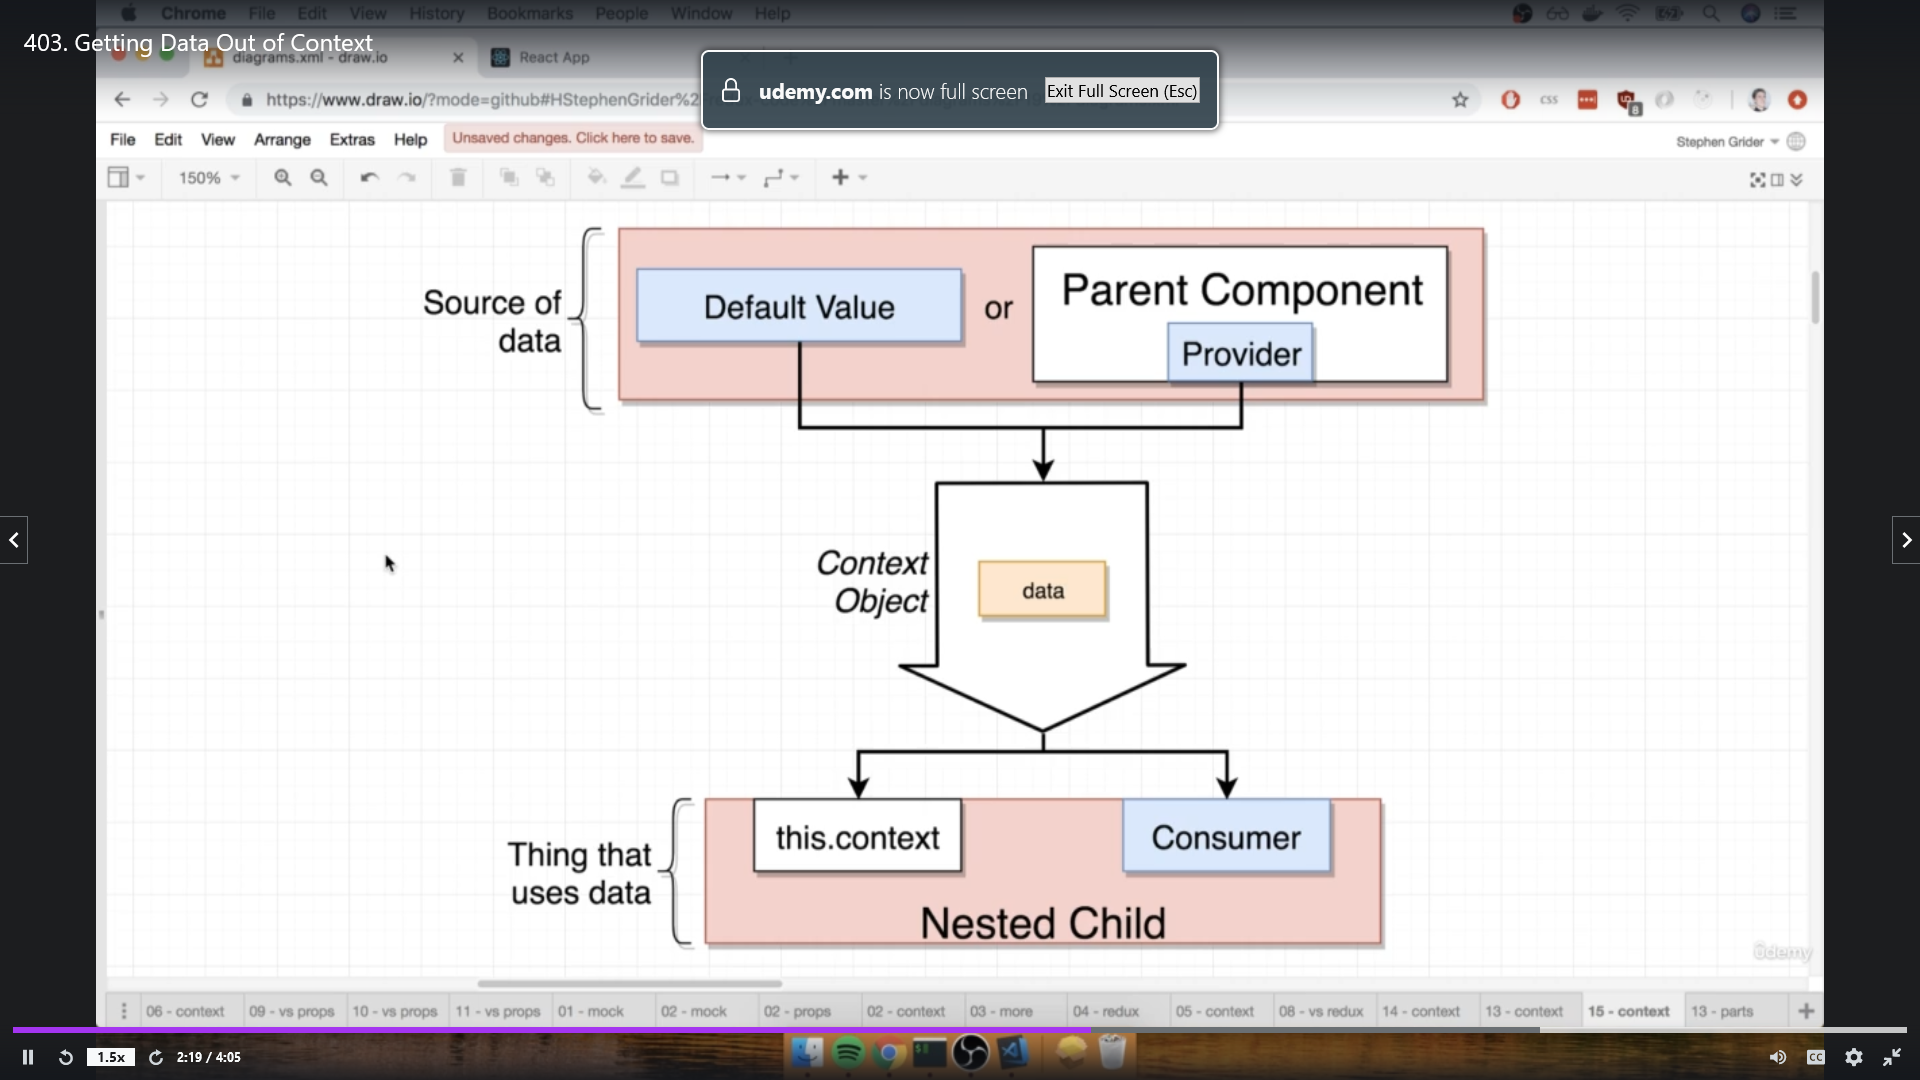 Chrome File Edit View History Bookmarks People Window Help
403. Getting Data Out of Context
diagrams.xml - draw.io
React App
udemy.com is now full screen Exit Full Screen (Esc)
https://www.draw.io/?mode=github#HStephenGrider%2
CSS
8
File Edit View Arrange Extras Help Unsaved changes. Click here to save.
Stephen Grider
150%
Source of
data
Default Value
or
Parent Component
Provider
Context
Object
data
Thing that
uses data
this.context
Consumer
Nested Child
udemy
06 - context 09 - vs props 10 - vs props 11 - vs props 01 - mock 02 - mock 02 - props 02 - context 03 - more 04 - redux 05 - context 08 - vs redux 14 - context 13 - context 15 - context 13 - parts
1.5x 2:19 / 4:05
CC